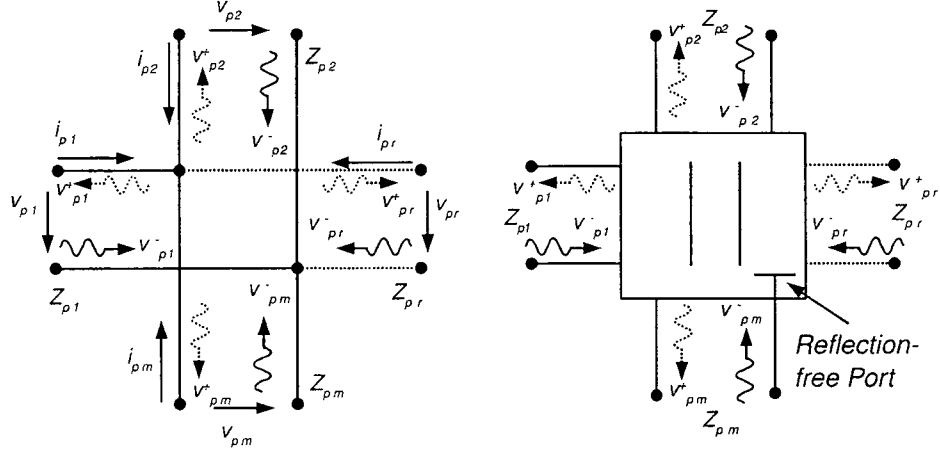 v_p2
i_p2
v⁺_p2
Z_p2
v⁻_p2
i_p1
i_pr
v⁺_p1
v⁺_pr
v_p1
v_pr
v⁻_p1
v⁻_pr
Z_p1
Z_pr
v⁻_pm
i_pm
v⁺_pm
Z_pm
v_pm
v⁺_p2
Z_p2
v⁻_p2
v⁺_p1
v⁺_pr
Z_p1
v⁻_p1
v⁻_pr
Z_pr
v⁻_pm
v⁺_pm
Z_pm
Reflection-
free Port